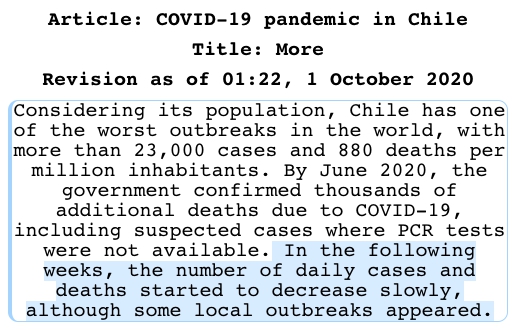 Article: COVID-19 pandemic in Chile
Title: More
Revision as of 01:22, 1 October 2020
Considering its population, Chile has one
of the worst outbreaks in the world, with
more than 23,000 cases and 880 deaths per
million inhabitants. By June 2020, the
government confirmed thousands of
additional deaths due to COVID-19,
including suspected cases where PCR tests
were not available. In the following
weeks, the number of daily cases and
deaths started to decrease slowly,
although some local outbreaks appeared.